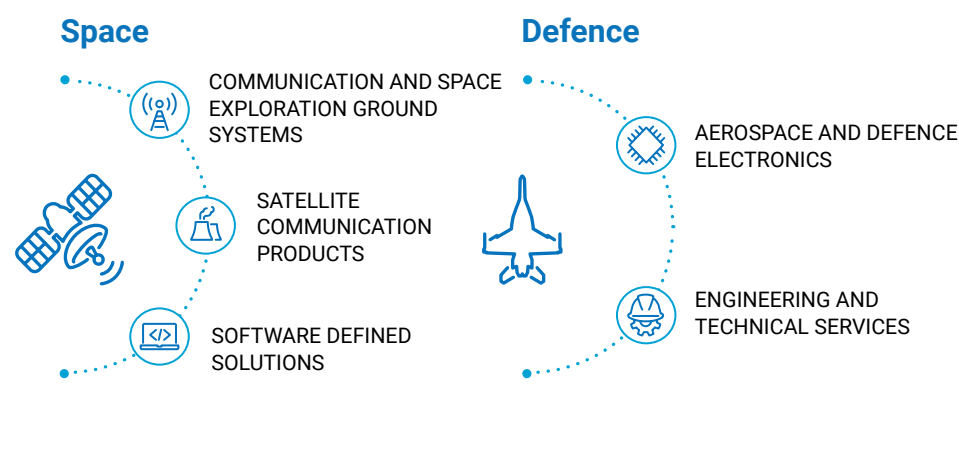 Space
COMMUNICATION AND SPACE
EXPLORATION GROUND
SYSTEMS
SATELLITE
COMMUNICATION
PRODUCTS
</>
SOFTWARE DEFINED
SOLUTIONS
Defence
AEROSPACE AND DEFENCE
ELECTRONICS
ENGINEERING AND
TECHNICAL SERVICES